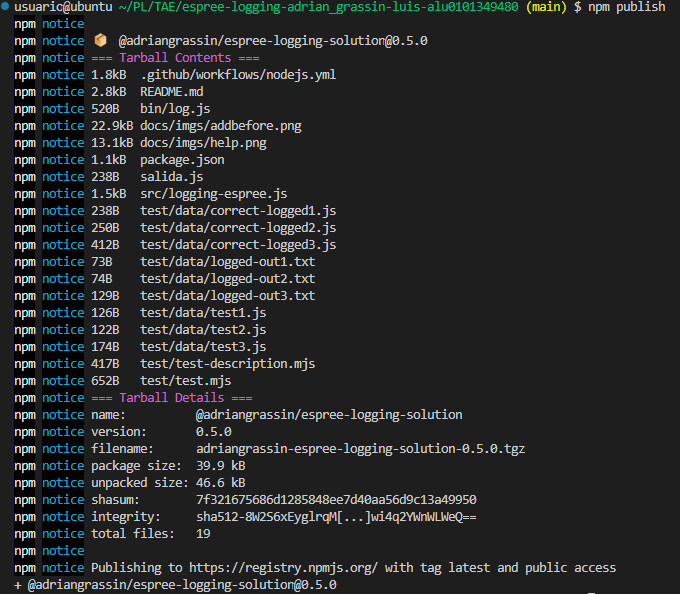 usuario@ubuntu ~/PL/TAE/espree-logging-adrian_grassin-luis-alu0101349480 (main) $ npm publish
npm notice
npm notice 📦  @adriangrassin/espree-logging-solution@0.5.0
npm notice === Tarball Contents ===
npm notice 1.8kB  .github/workflows/nodejs.yml
npm notice 2.8kB  README.md
npm notice 520B   bin/log.js
npm notice 22.9kB docs/imgs/addbefore.png
npm notice 13.1kB docs/imgs/help.png
npm notice 1.1kB  package.json
npm notice 238B   salida.js
npm notice 1.5kB  src/logging-espree.js
npm notice 238B   test/data/correct-logged1.js
npm notice 250B   test/data/correct-logged2.js
npm notice 412B   test/data/correct-logged3.js
npm notice 73B    test/data/logged-out1.txt
npm notice 74B    test/data/logged-out2.txt
npm notice 129B   test/data/logged-out3.txt
npm notice 126B   test/data/test1.js
npm notice 122B   test/data/test2.js
npm notice 174B   test/data/test3.js
npm notice 417B   test/test-description.mjs
npm notice 652B   test/test.mjs
npm notice === Tarball Details ===
npm notice name:          @adriangrassin/espree-logging-solution
npm notice version:       0.5.0
npm notice filename:      adriangrassin-espree-logging-solution-0.5.0.tgz
npm notice package size:  39.9 kB
npm notice unpacked size: 46.6 kB
npm notice shasum:        7f321675686d1285848ee7d40aa56d9c13a49950
npm notice integrity:     sha512-8W2S6xEyglrqM[...]wi4q2YWnWLWeQ==
npm notice total files:   19
npm notice
npm notice Publishing to https://registry.npmjs.org/ with tag latest and public access
+ @adriangrassin/espree-logging-solution@0.5.0